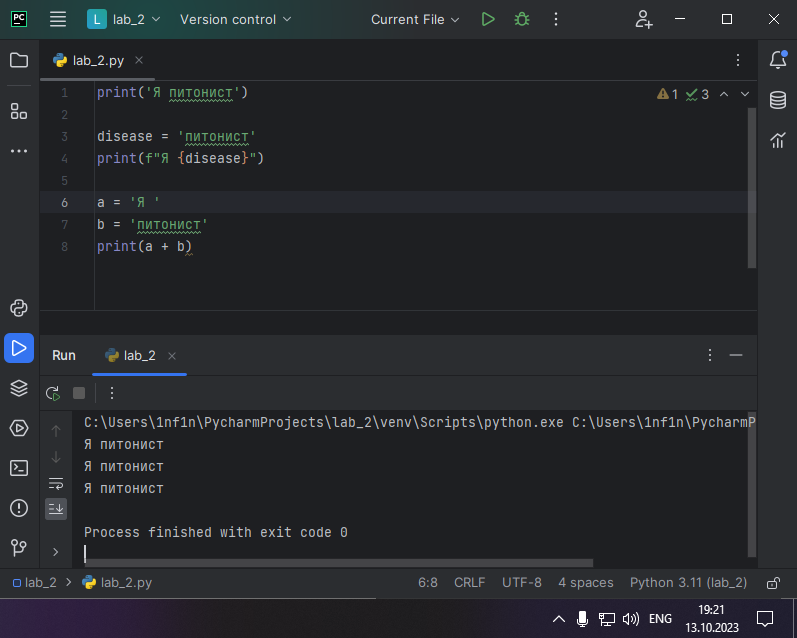 PC L lab_2 Version control Current File
lab_2.py
1 print('Я питонист') 1 3
2
3 disease = 'питонист'
4 print(f"Я {disease}")
5
6 a = 'Я '
7 b = 'питонист'
8 print(a + b)
Run lab_2
C:\Users\1nf1n\PycharmProjects\lab_2\venv\Scripts\python.exe C:\Users\1nf1n\PycharmP
Я питонист
Я питонист
Я питонист
Process finished with exit code 0
lab_2 > lab_2.py 6:8 CRLF UTF-8 4 spaces Python 3.11 (lab_2)
ENG 19:21
13.10.2023